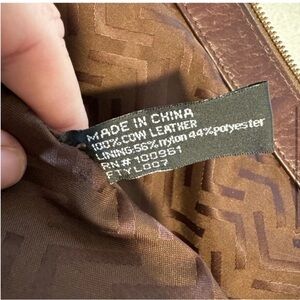 MADE IN CHINA
100% COW LEATHER
LINING:56% nylon 44% polyester
RN# 100961
FTYL007